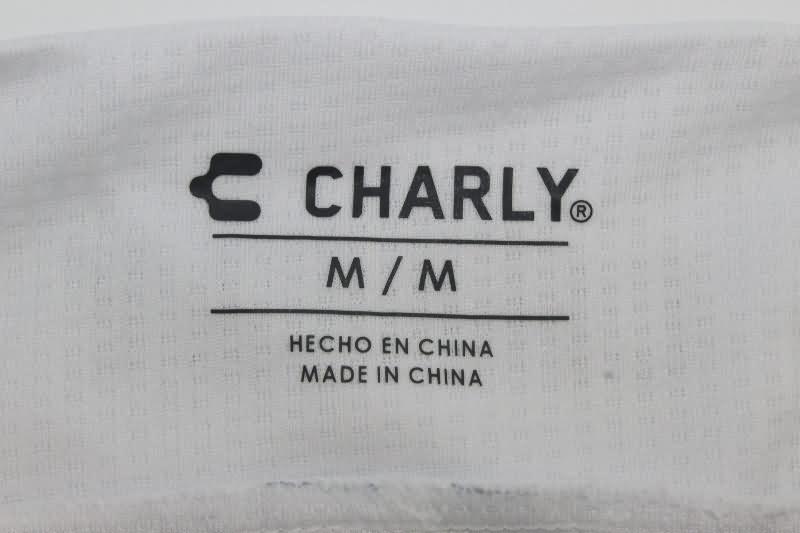 CHARLY®
M / M
HECHO EN CHINA
MADE IN CHINA